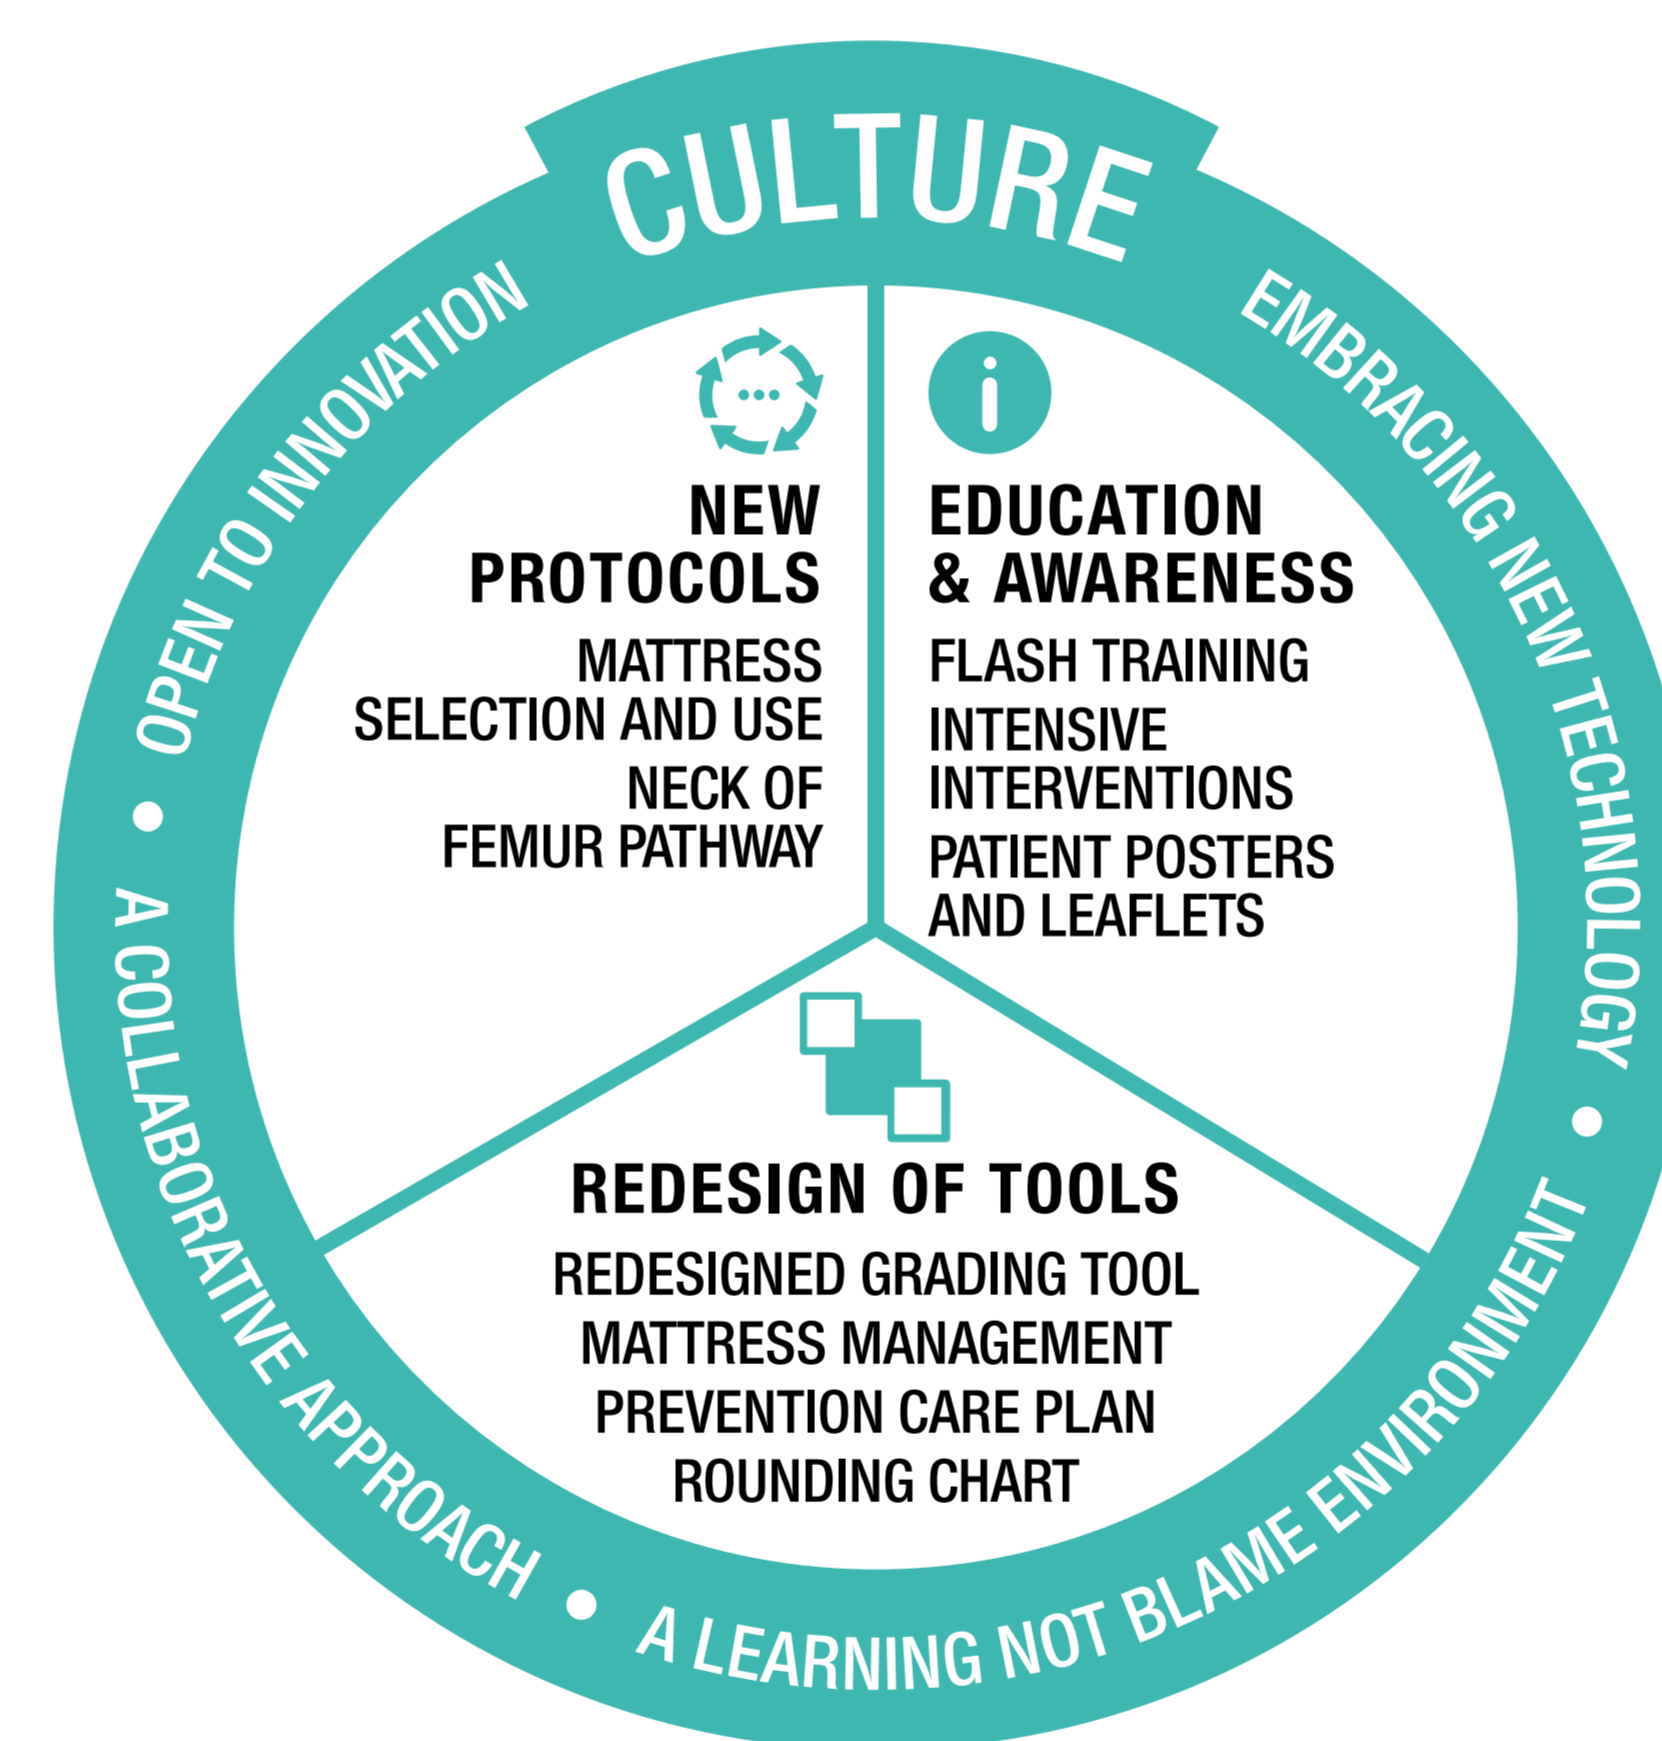 CULTURE
EMBRACING NEW TECHNOLOGY
A LEARNING NOT BLAME ENVIRONMENT
A COLLABORATIVE APPROACH
OPEN TO INNOVATION
NEW
PROTOCOLS
MATTRESS
SELECTION AND USE
NECK OF
FEMUR PATHWAY
EDUCATION
& AWARENESS
FLASH TRAINING
INTENSIVE
INTERVENTIONS
PATIENT POSTERS
AND LEAFLETS
REDESIGN OF TOOLS
REDESIGNED GRADING TOOL
MATTRESS MANAGEMENT
PREVENTION CARE PLAN
ROUNDING CHART